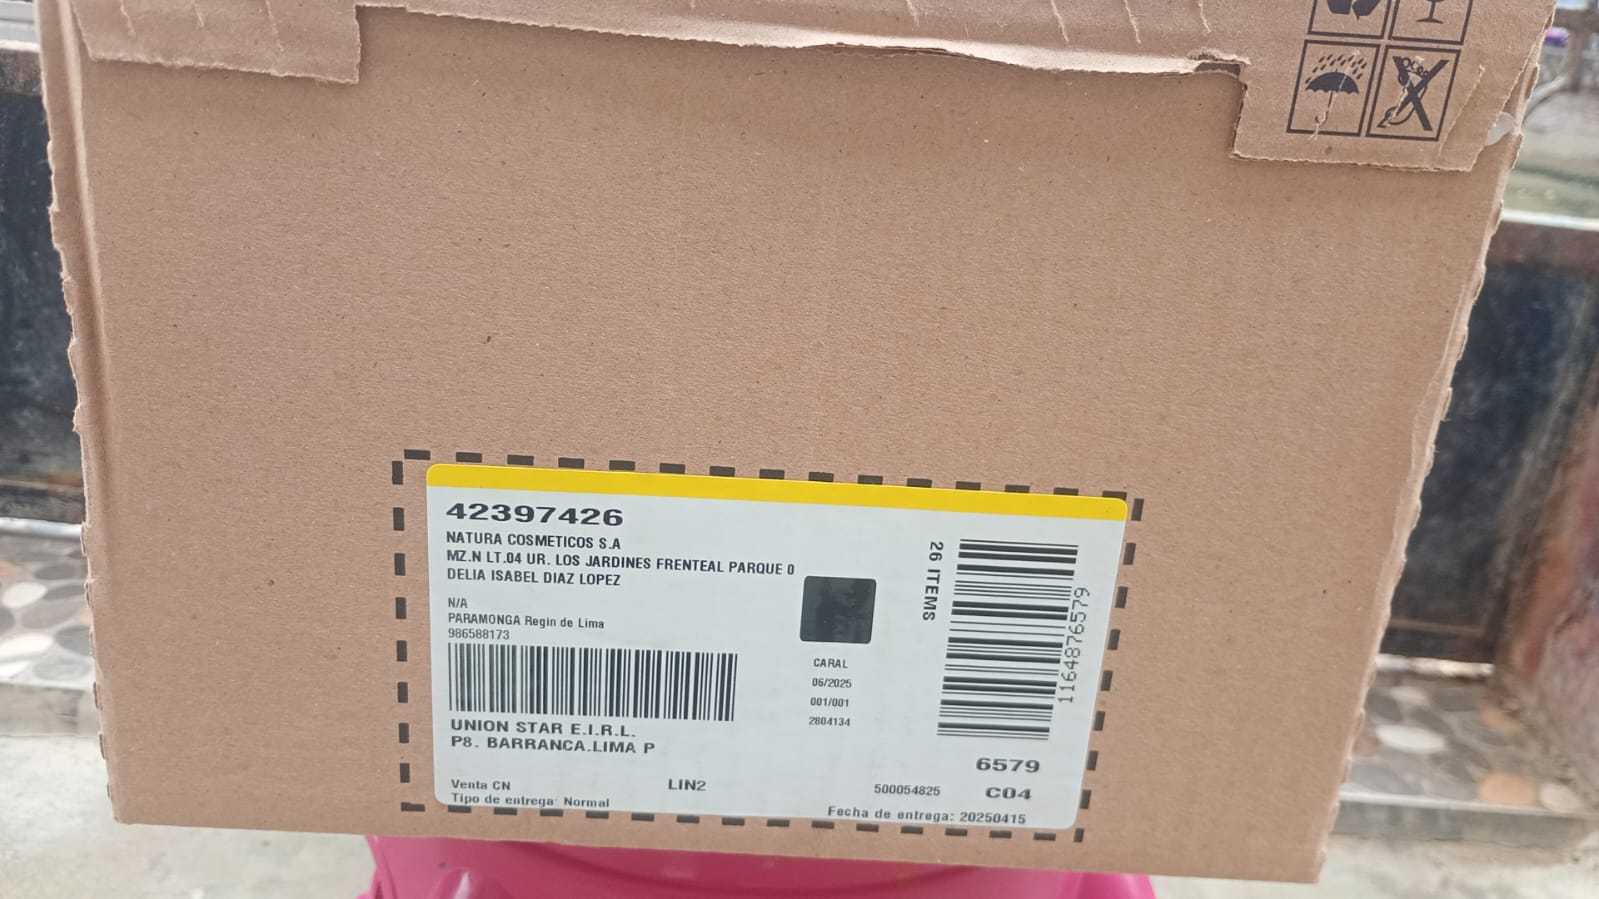 42397426
NATURA COSMETICOS S.A
MZ.N LT.04 UR. LOS JARDINES FRENTEAL PARQUE 0
DELIA ISABEL DIAZ LOPEZ
N/A
PARAMONGA Regin de Lima
986588173
UNION STAR E.I.R.L.
P8. BARRANCA.LIMA P
Venta CN
LIN2
Tipo de entrega: Normal
CARAL
06/2025
001/001
2804134
26 ITEMS
1164876579
6579
500054825
C04
Fecha de entrega: 20250415